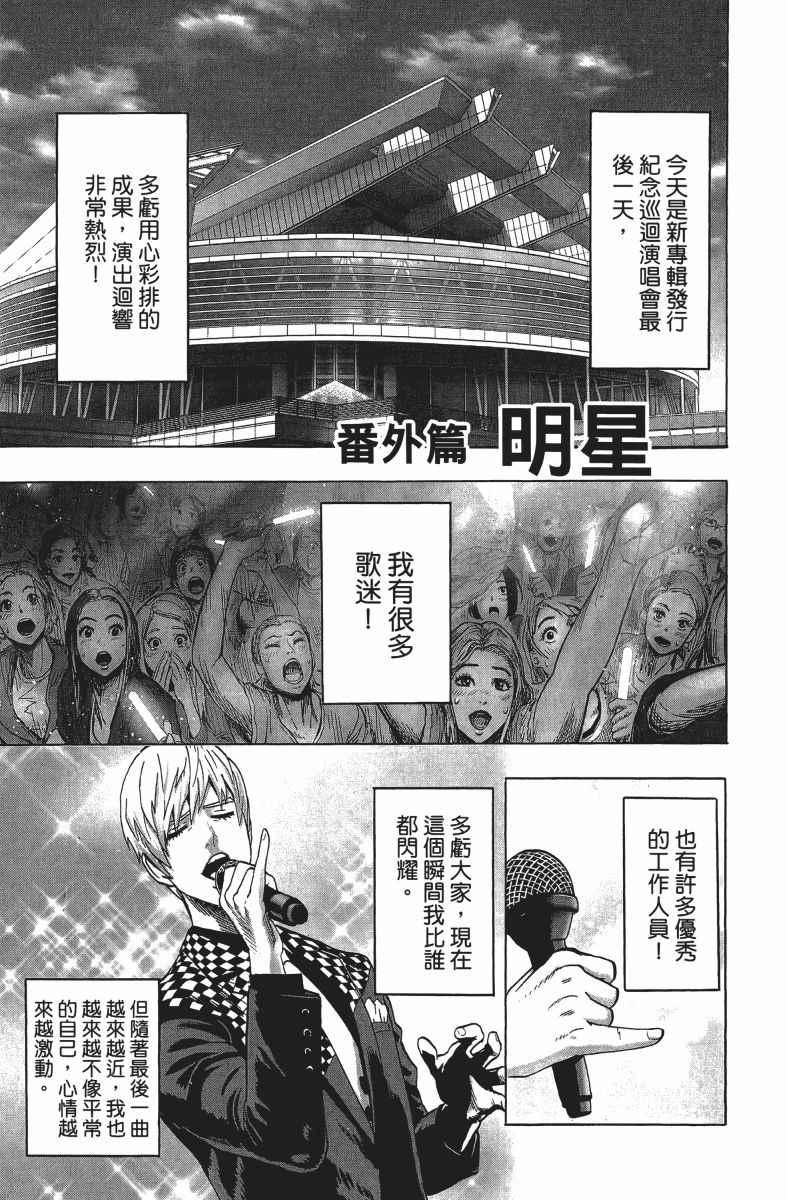 今天是新專輯發行
紀念巡迴演唱會最
後一天，
多虧用心彩排的
成果，演出迴響
非常熱烈！
番外篇 明星
我有很多
歌迷！
也有許多優秀
的工作人員！
多虧大家，現在
這個瞬間我比誰
都閃耀。
但隨著最後一曲
越來越近，我也
越來越不像平常
的自己，心情越
來越激動。